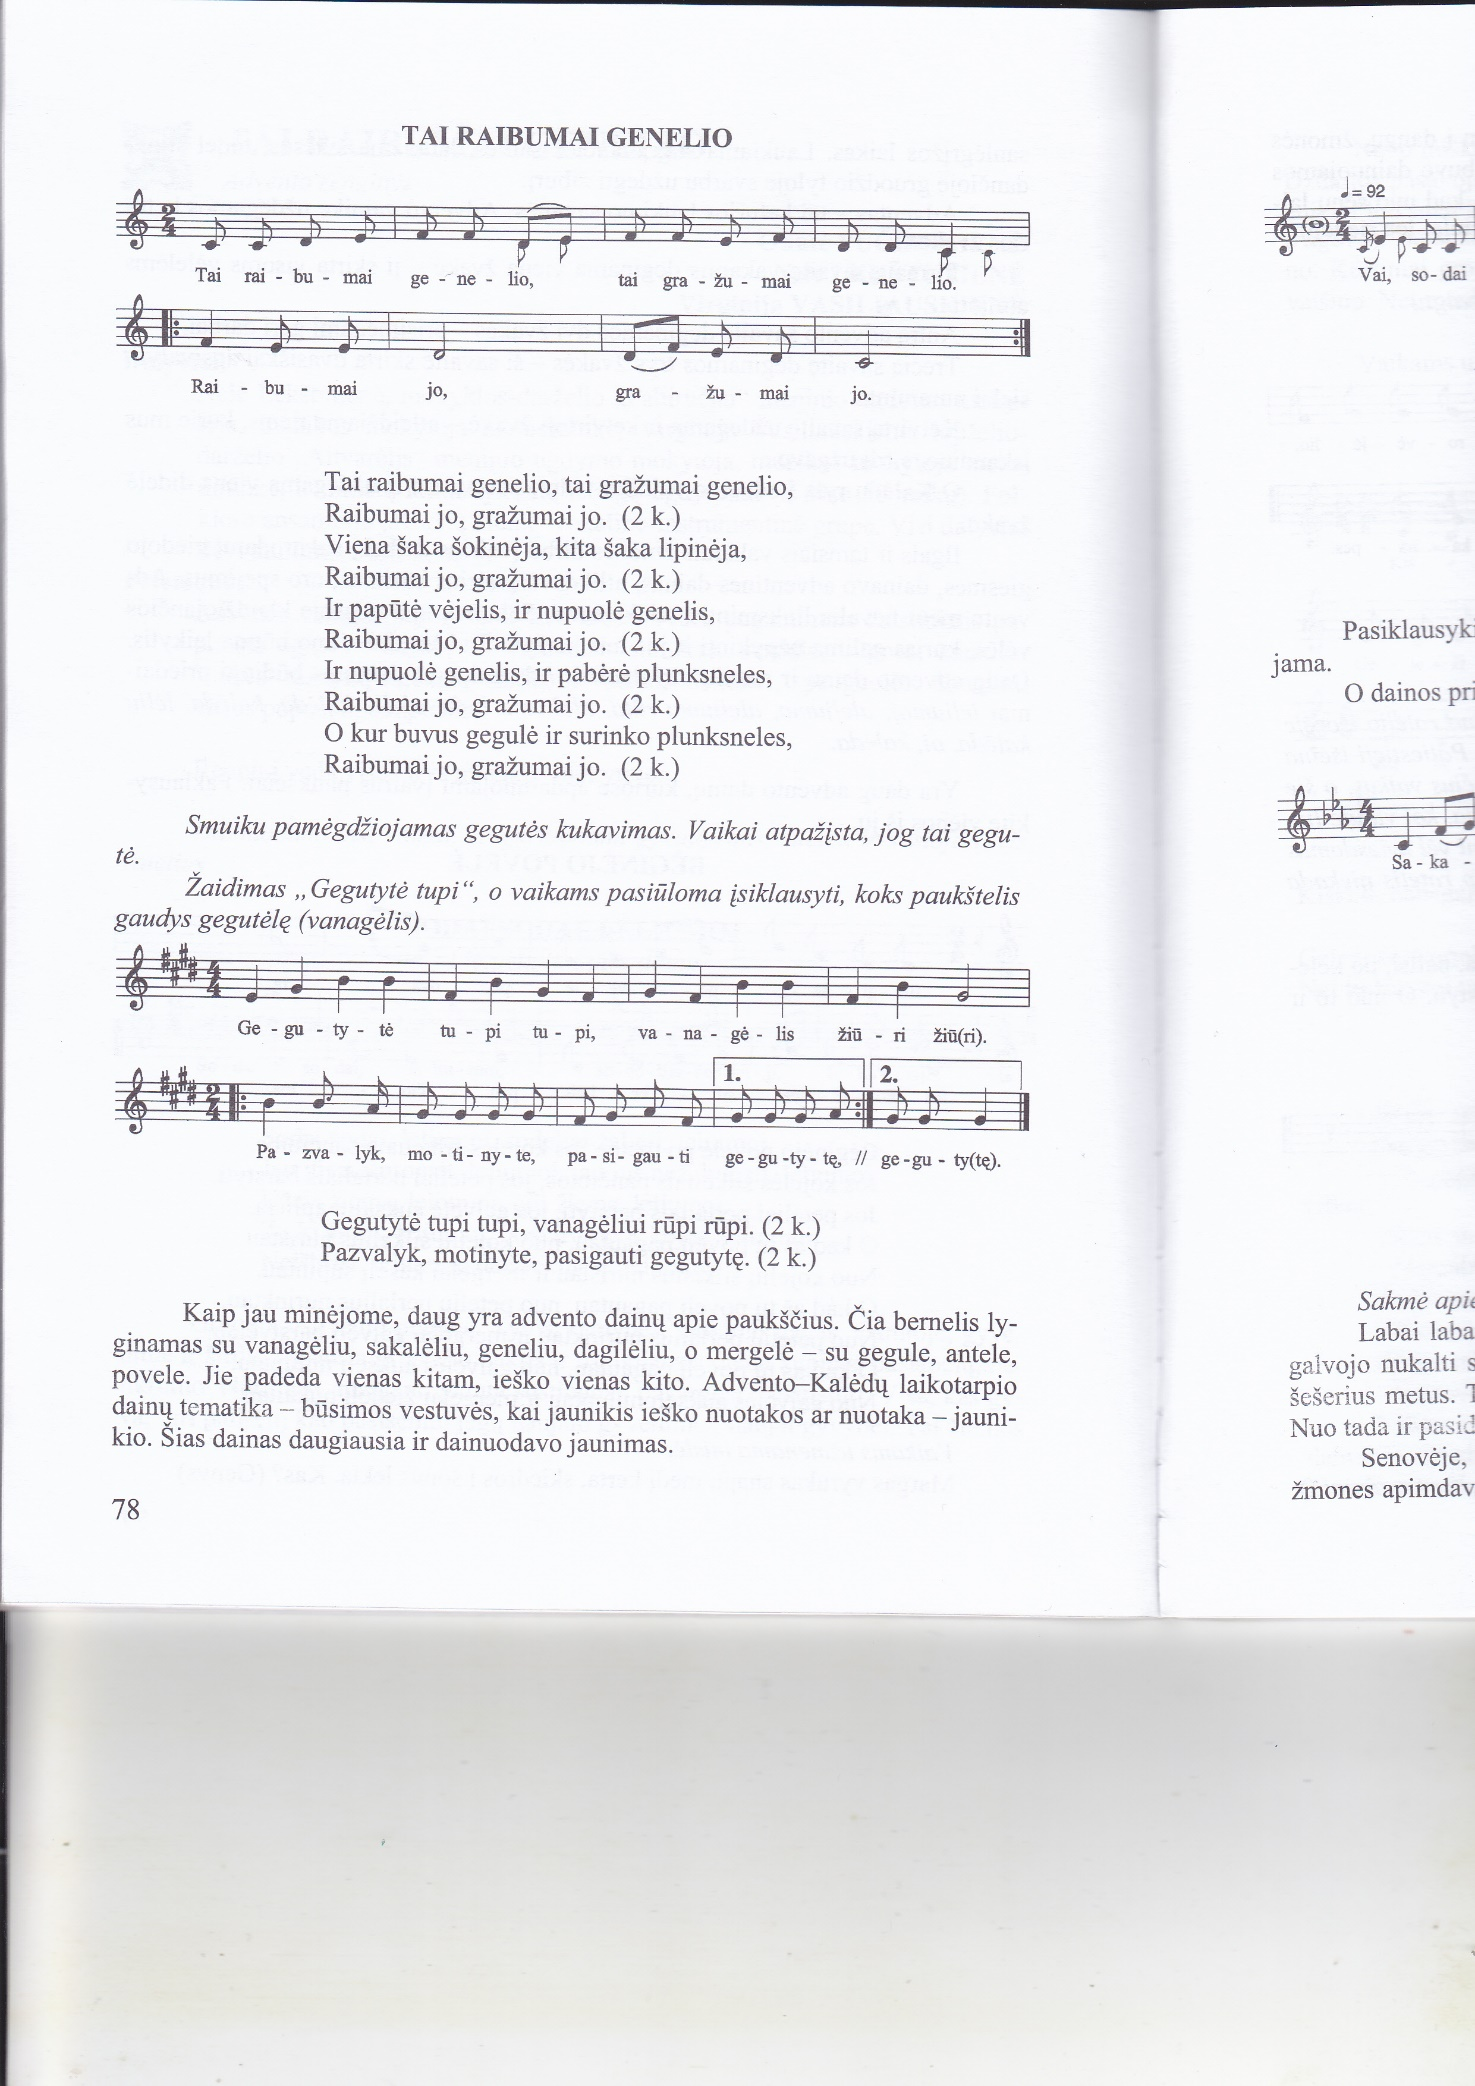 TAI RAIBUMAI GENELIO
Tai rai - bu - mai ge - ne - lio, tai gra - žu - mai ge - ne - lio.
Rai - bu - mai jo, gra - žu - mai jo.
Tai raibumai genelio, tai gražumai genelio,
Raibumai jo, gražumai jo. (2 k.)
Viena šaka šokinėja, kita šaka lipinėja,
Raibumai jo, gražumai jo. (2 k.)
Ir papūtė vėjelis, ir nupuolė genelis,
Raibumai jo, gražumai jo. (2 k.)
Ir nupuolė genelis, ir pabėrė plunksneles,
Raibumai jo, gražumai jo. (2 k.)
O kur buvus gegulė ir surinko plunksneles,
Raibumai jo, gražumai jo. (2 k.)
Smuiku pamėgdžiojamas gegutės kukavimas. Vaikai atpažįsta, jog tai gegu-
tė.
Žaidimas „Gegutytė tupi“, o vaikams pasiūloma įsiklausyti, koks paukštelis
gaudys gegutėlę (vanagėlis).
Ge - gu - ty - tė tu - pi tu - pi, va - na - gė - lis žiū - ri žiū(ri).
1. 2.
Pa - zva - lyk, mo - ti - ny - te, pa - si - gau - ti ge - gu - ty - tę, // ge - gu - ty(tę).
Gegutytė tupi tupi, vanagėliui rūpi rūpi. (2 k.)
Pazvalyk, motinyte, pasigauti gegutytę. (2 k.)
Kaip jau minėjome, daug yra advento dainų apie paukščius. Čia bernelis ly-
ginamas su vanagėliu, sakalėliu, geneliu, dagilėliu, o mergelė – su gegule, antele,
povele. Jie padeda vienas kitam, ieško vienas kito. Advento–Kalėdų laikotarpio
dainų tematika – būsimos vestuvės, kai jaunikis ieško nuotakos ar nuotaka – jauni-
kio. Šias dainas daugiausia ir dainuodavo jaunimas.
78
♩ = 92
Vai, so - dai
Pasiklausyki
jama.
O dainos pri
Sa - ka -
Sakmė apie
Labai laba
galvojo nukalti s
šešerius metus. T
Nuo tada ir pasid
Senovėje,
žmones apimdav